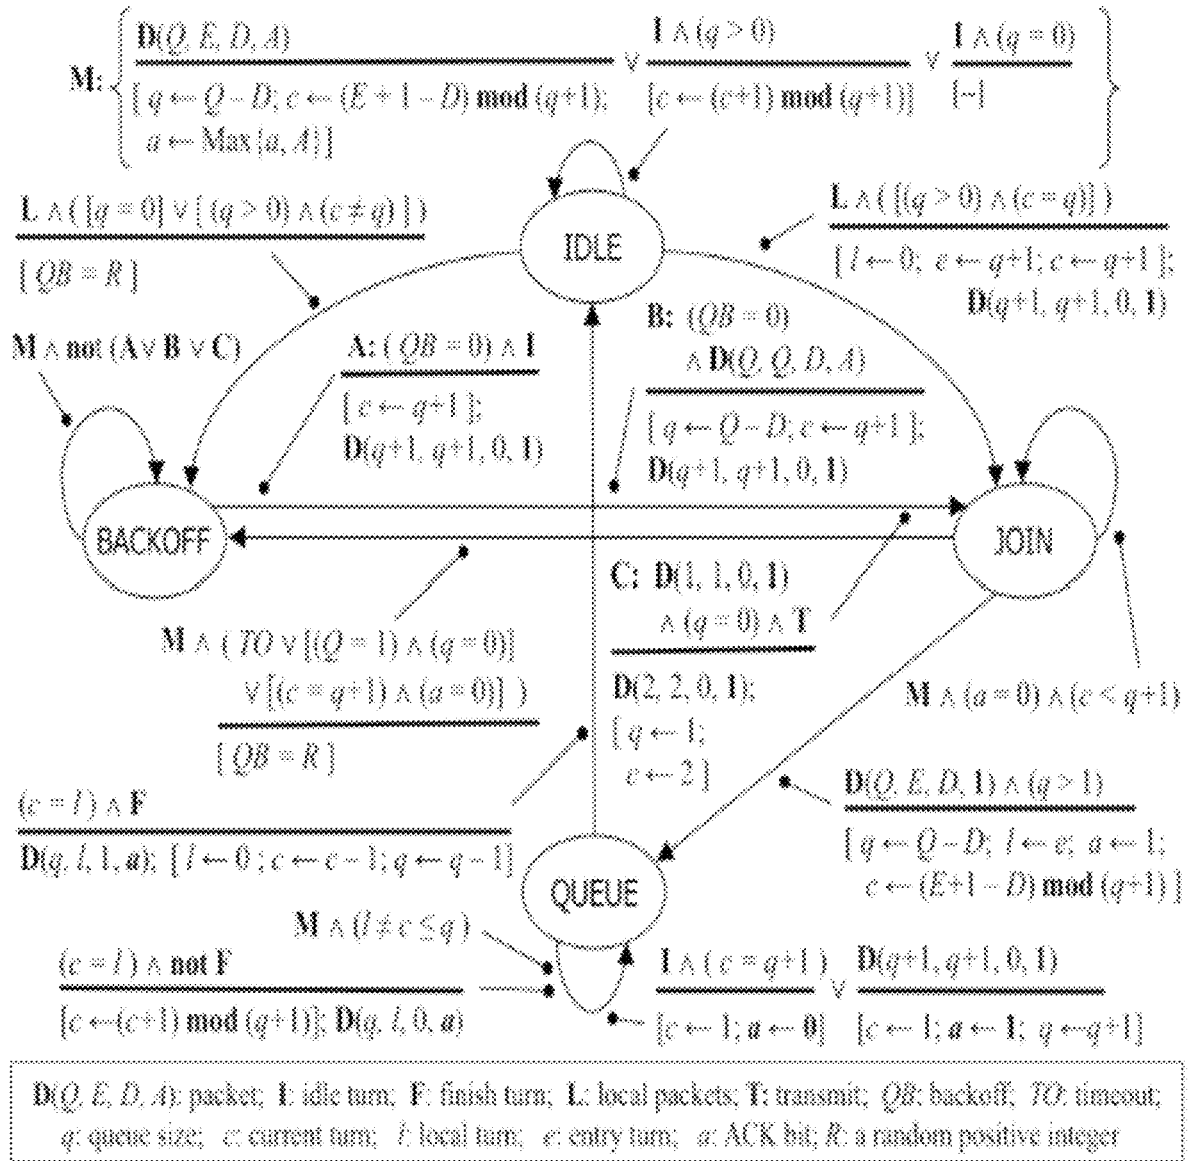 M: D(Q, E, D, A) ∨ I ∧ (q > 0) ∨ I ∧ (q = 0)
[ q ← Q – D; c ← (E + 1 – D) mod (q+1); [c ← (c+1) mod (q+1)] [–]
a ← Max{a, A} ]
L ∧ ( [q = 0] ∨ [ (q > 0) ∧ (c ≠ q) ] )
[ QB = R ]
IDLE
L ∧ ( [(q > 0) ∧ (c = q)] )
[ l ← 0; e ← q+1; c ← q+1 ];
D(q+1, q+1, 0, 1)
M ∧ not (A ∨ B ∨ C)
A: ( QB = 0) ∧ I
[ c ← q+1 ];
D(q+1, q+1, 0, 1)
B: (QB = 0)
∧ D(Q, Q, D, A)
[ q ← Q – D; c ← q+1 ];
D(q+1, q+1, 0, 1)
BACKOFF
JOIN
M ∧ ( TO ∨ [(Q = 1) ∧ (q = 0)]
∨ [(c = q+1) ∧ (a = 0)] )
[ QB = R ]
C: D(1, 1, 0, 1)
∧ (q = 0) ∧ T
D(2, 2, 0, 1);
[ q ← 1;
c ← 2 ]
M ∧ (a = 0) ∧ (c < q+1)
(c = l ) ∧ F
D(q, l, 1, a); [ l ← 0 ; c ← c – 1; q ← q – 1]
D(Q, E, D, 1) ∧ (q > 1)
[ q ← Q – D; l ← e; a ← 1;
c ← (E+1 – D) mod (q+1) ]
QUEUE
M ∧ (l ≠ c ≤ q )
(c = l ) ∧ not F
[c ←(c+1) mod (q+1)]; D(q, l, 0, a)
I ∧ ( c = q+1 ) ∨ D(q+1, q+1, 0, 1)
[c ← 1; a ← 0] [c ← 1; a ← 1; q ← q+1]
D(Q, E, D, A): packet; I: idle turn; F: finish turn; L: local packets; T: transmit; QB: backoff; TO: timeout;
q: queue size; c: current turn; l: local turn; e: entry turn; a: ACK bit; R: a random positive integer